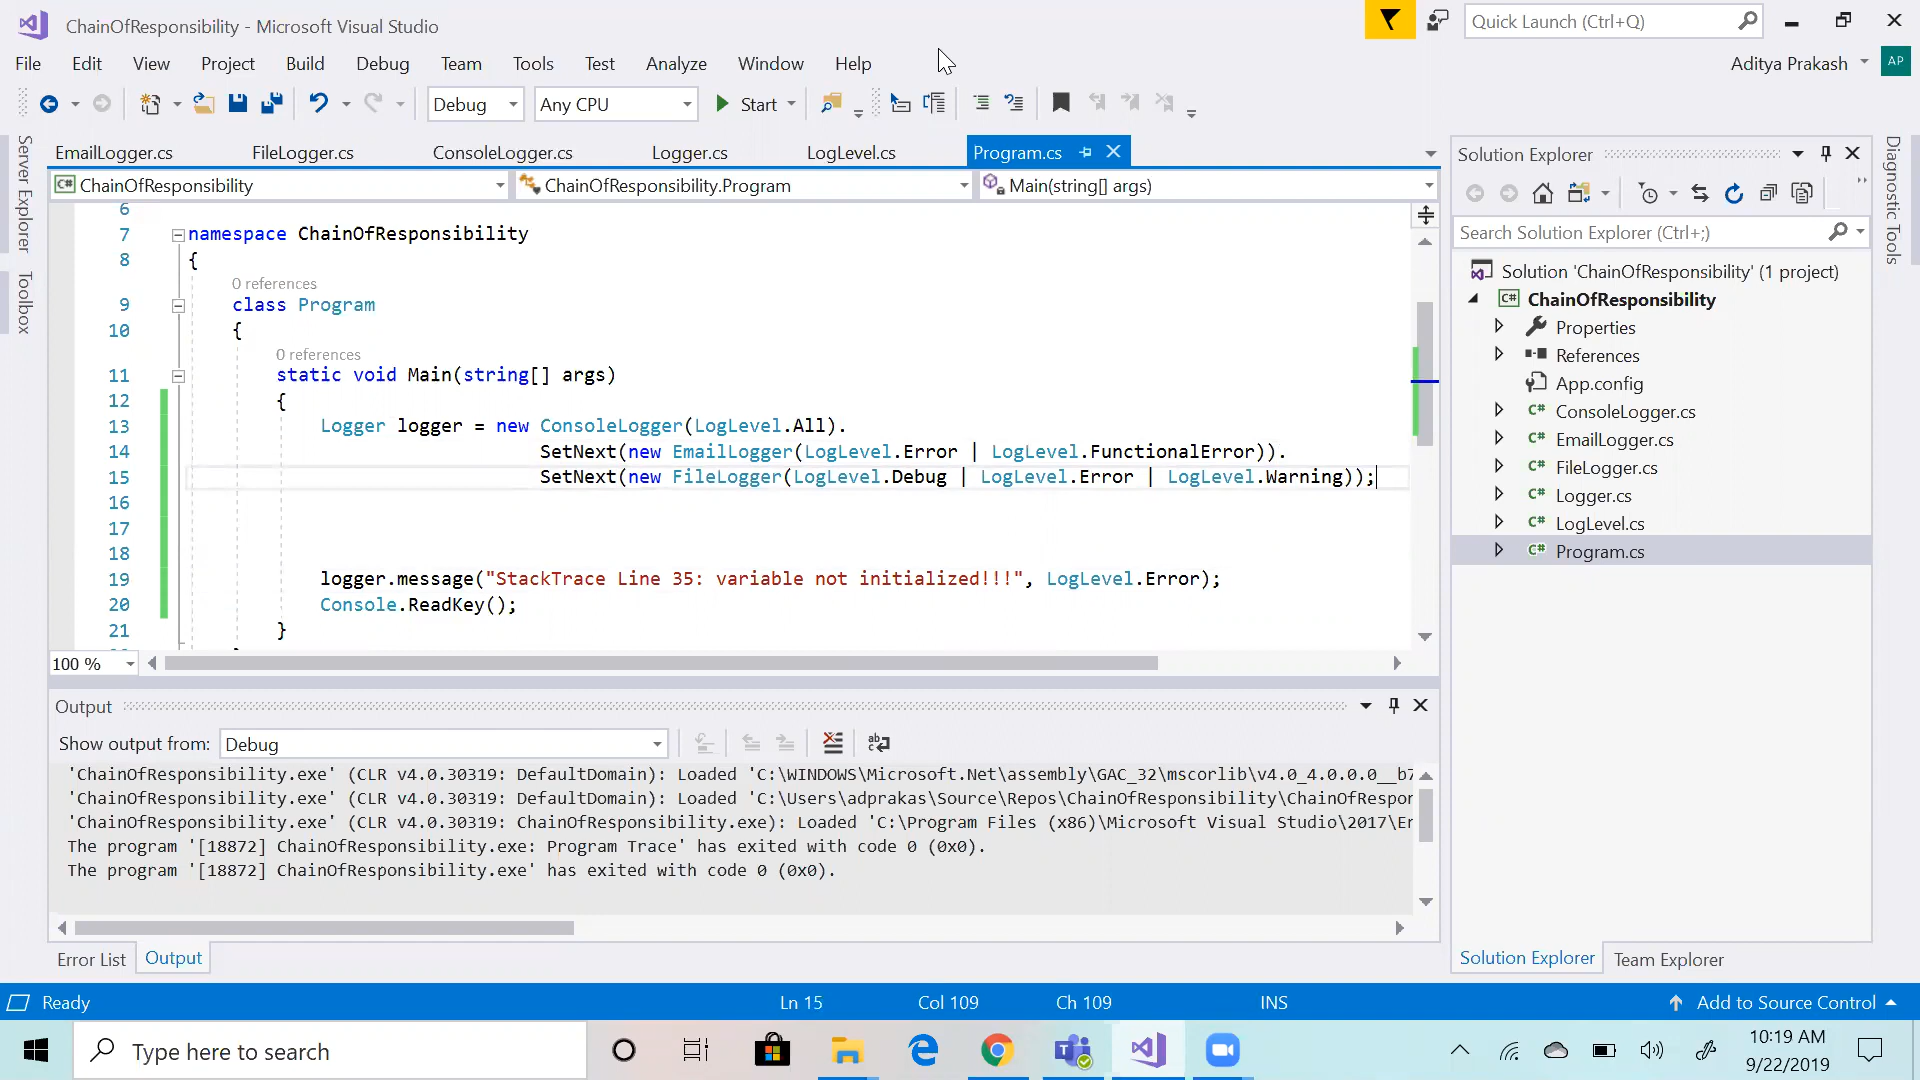 ChainOfResponsibility - Microsoft Visual Studio
Quick Launch (Ctrl+Q)
File Edit View Project Build Debug Team Tools Test Analyze Window Help
Aditya Prakash AP
Debug Any CPU Start
EmailLogger.cs FileLogger.cs ConsoleLogger.cs Logger.cs LogLevel.cs Program.cs
ChainOfResponsibility ChainOfResponsibility.Program Main(string[] args)
6
7 namespace ChainOfResponsibility
8 {
0 references
9 class Program
10 {
0 references
11 static void Main(string[] args)
12 {
13 Logger logger = new ConsoleLogger(LogLevel.All).
14 SetNext(new EmailLogger(LogLevel.Error | LogLevel.FunctionalError)).
15 SetNext(new FileLogger(LogLevel.Debug | LogLevel.Error | LogLevel.Warning));
16
17
18
19 logger.message("StackTrace Line 35: variable not initialized!!!", LogLevel.Error);
20 Console.ReadKey();
21 }
100 %
Output
Show output from: Debug
'ChainOfResponsibility.exe' (CLR v4.0.30319: DefaultDomain): Loaded 'C:\WINDOWS\Microsoft.Net\assembly\GAC_32\mscorlib\v4.0_4.0.0.0__b7
'ChainOfResponsibility.exe' (CLR v4.0.30319: DefaultDomain): Loaded 'C:\Users\adprakas\Source\Repos\ChainOfResponsibility\ChainOfRespor
'ChainOfResponsibility.exe' (CLR v4.0.30319: ChainOfResponsibility.exe): Loaded 'C:\Program Files (x86)\Microsoft Visual Studio\2017\Er
The program '[18872] ChainOfResponsibility.exe: Program Trace' has exited with code 0 (0x0).
The program '[18872] ChainOfResponsibility.exe' has exited with code 0 (0x0).
Error List Output
Server Explorer
Toolbox
Solution Explorer
Search Solution Explorer (Ctrl+;)
Solution 'ChainOfResponsibility' (1 project)
C# ChainOfResponsibility
Properties
References
App.config
C# ConsoleLogger.cs
C# EmailLogger.cs
C# FileLogger.cs
C# Logger.cs
C# LogLevel.cs
C# Program.cs
Solution Explorer Team Explorer
Diagnostic Tools
Ready Ln 15 Col 109 Ch 109 INS Add to Source Control
Type here to search
10:19 AM
9/22/2019